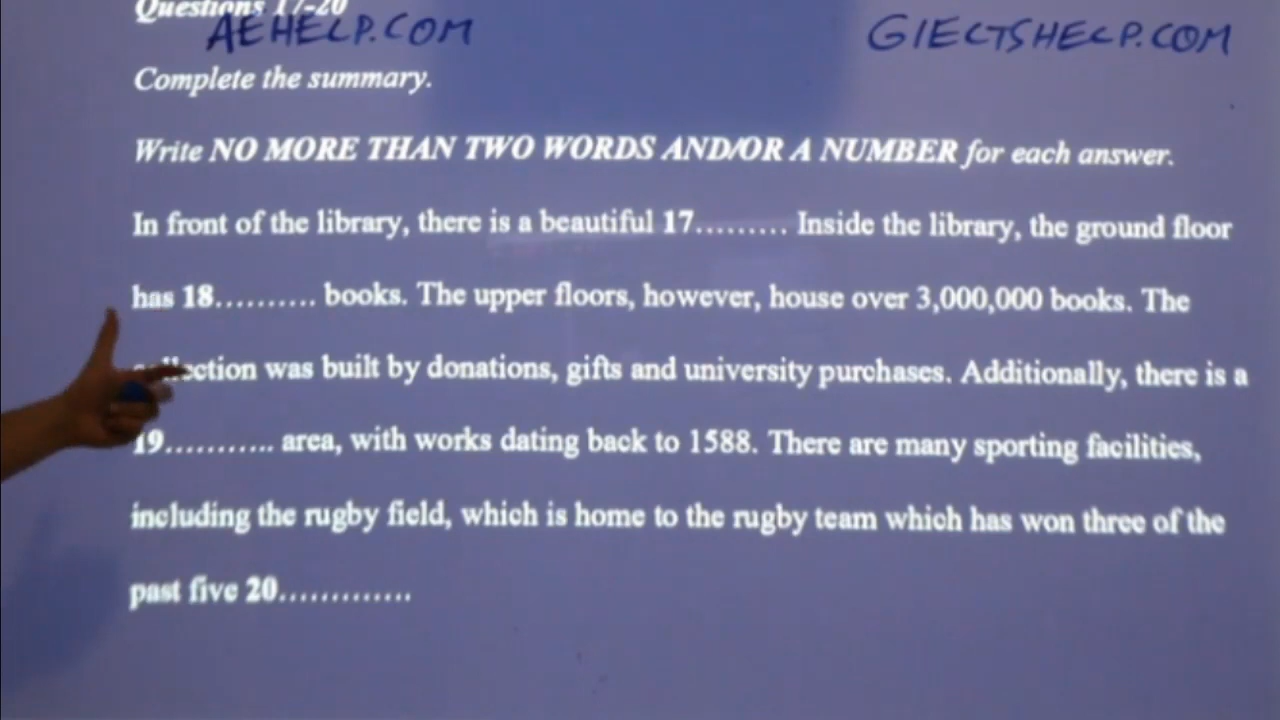 Questions 17-20
AEHELP.COM
GIELTSHELP.COM
Complete the summary.
Write NO MORE THAN TWO WORDS AND/OR A NUMBER for each answer.
In front of the library, there is a beautiful 17......... Inside the library, the ground floor
has 18.......... books. The upper floors, however, house over 3,000,000 books. The
collection was built by donations, gifts and university purchases. Additionally, there is a
19........... area, with works dating back to 1588. There are many sporting facilities,
including the rugby field, which is home to the rugby team which has won three of the
past five 20.............